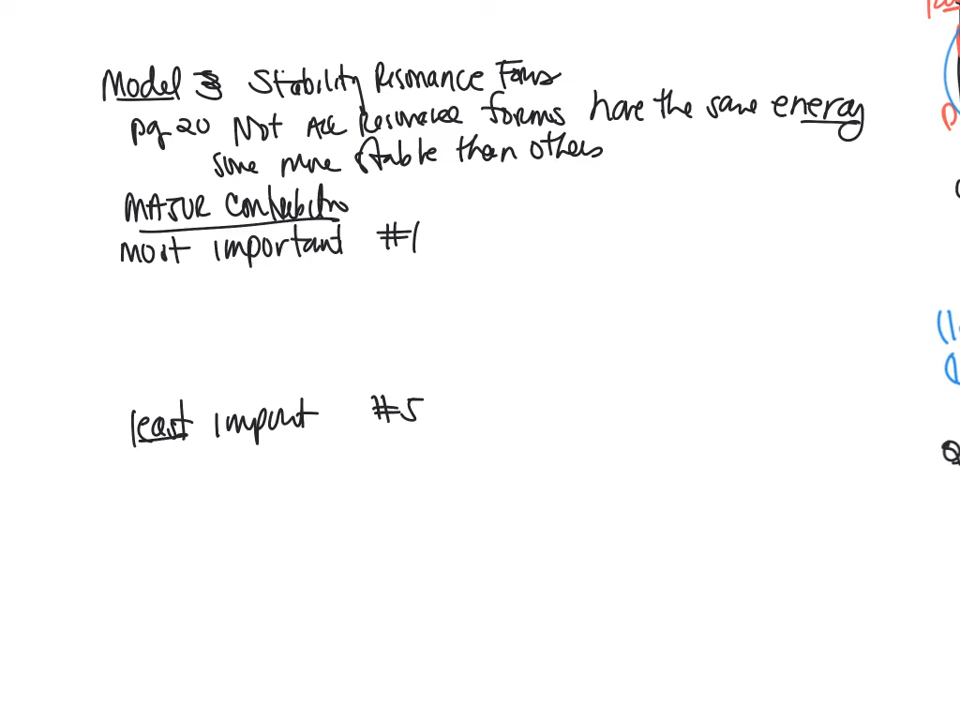 Model 3 Stability Resonance Forms
pg 20 Not All Resonance forms have the same energy
some more stable than others
MAJOR Contributor
most important #1
least import #5